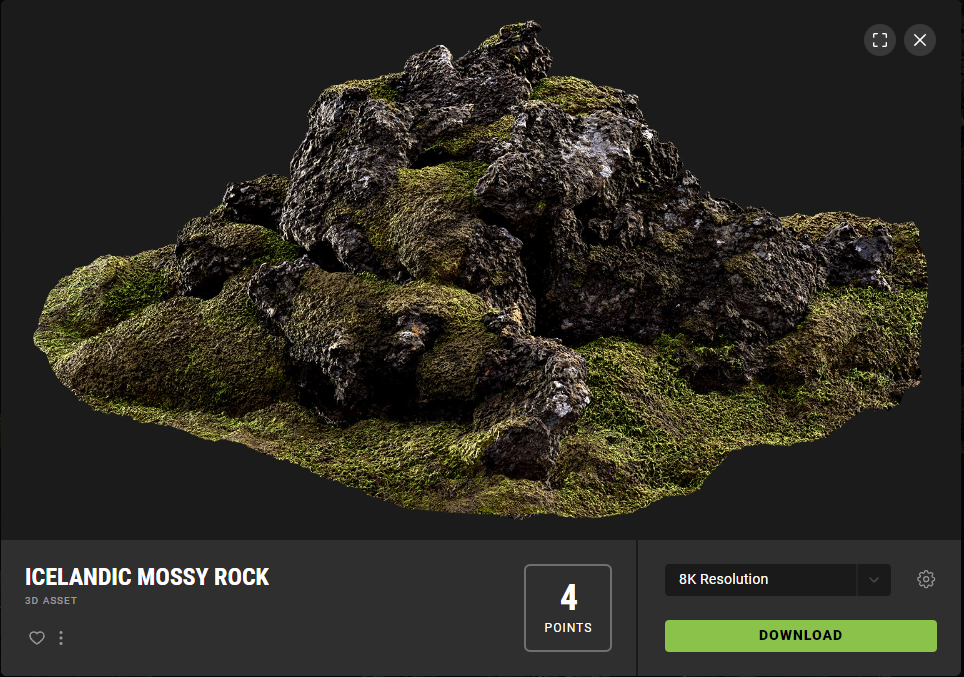 ICELANDIC MOSSY ROCK
3D ASSET
4
POINTS
8K Resolution
DOWNLOAD